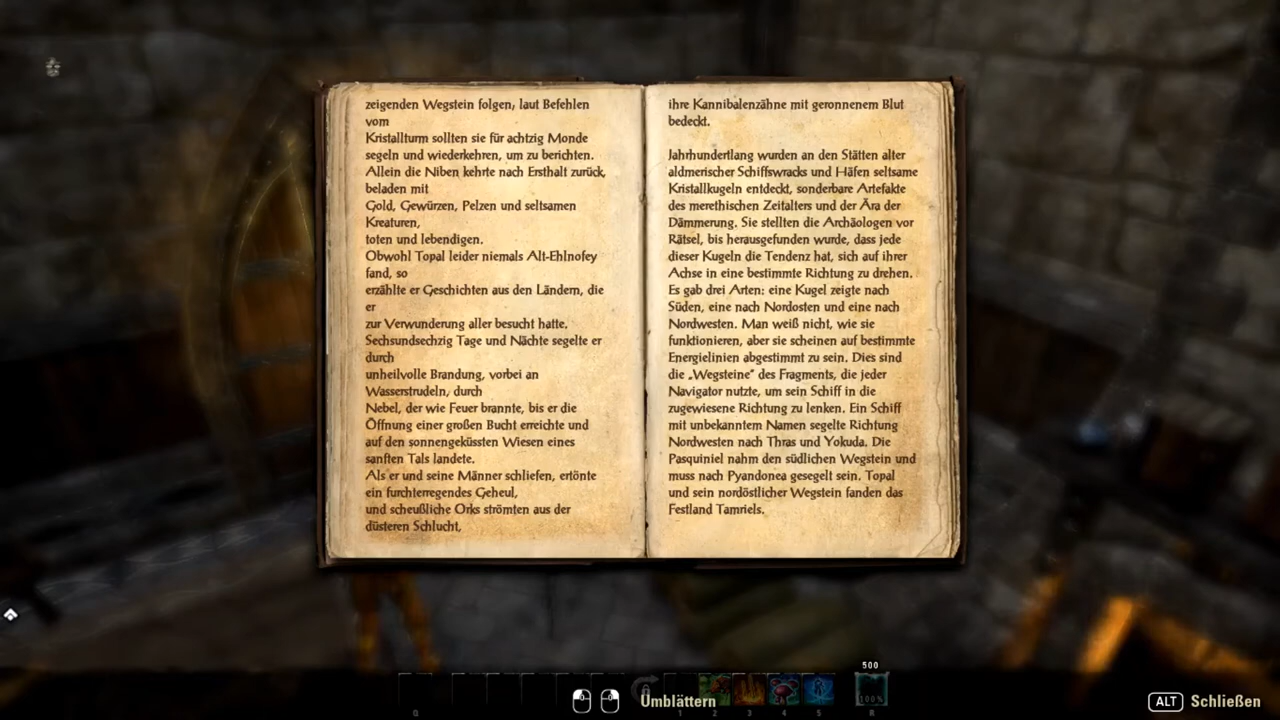 zeigenden Wegstein folgen, laut Befehlen
vom
Kristallturm sollten sie für achtzig Monde
segeln und wiederkehren, um zu berichten.
Allein die Niben kehrte nach Ersthalt zurück,
beladen mit
Gold, Gewürzen, Pelzen und seltsamen
Kreaturen,
toten und lebendigen.
Obwohl Topal leider niemals Alt-Ehlnofey
fand, so
erzählte er Geschichten aus den Ländern, die
er
zur Verwunderung aller besucht hatte.
Sechsundsechzig Tage und Nächte segelte er
durch
unheilvolle Brandung, vorbei an
Wasserstrudeln, durch
Nebel, der wie Feuer brannte, bis er die
Öffnung einer großen Bucht erreichte und
auf den sonnengeküssten Wiesen eines
sanften Tals landete.
Als er und seine Männer schliefen, ertönte
ein furchterregendes Geheul,
und scheußliche Orks strömten aus der
düsteren Schlucht,
ihre Kannibalenzähne mit geronnenem Blut
bedeckt.
Jahrhundertlang wurden an den Stätten alter
aldmerischer Schiffswracks und Häfen seltsame
Kristallkugeln entdeckt, sonderbare Artefakte
des merethischen Zeitalters und der Ära der
Dämmerung. Sie stellten die Archäologen vor
Rätsel, bis herausgefunden wurde, dass jede
dieser Kugeln die Tendenz hat, sich auf ihrer
Achse in eine bestimmte Richtung zu drehen.
Es gab drei Arten: eine Kugel zeigte nach
Süden, eine nach Nordosten und eine nach
Nordwesten. Man weiß nicht, wie sie
funktionieren, aber sie scheinen auf bestimmte
Energielinien abgestimmt zu sein. Dies sind
die „Wegsteine“ des Fragments, die jeder
Navigator nutzte, um sein Schiff in die
zugewiesene Richtung zu lenken. Ein Schiff
mit unbekanntem Namen segelte Richtung
Nordwesten nach Thras und Yokuda. Die
Pasquiniel nahm den südlichen Wegstein und
muss nach Pyandonea gesegelt sein. Topal
und sein nordöstlicher Wegstein fanden das
Festland Tamriels.
500
100%
Q 1 2 3 4 5 R
Umblättern
ALT Schließen